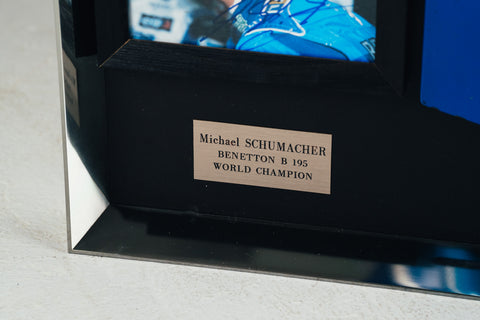 Michael SCHUMACHER
BENETTON B 195
WORLD CHAMPION